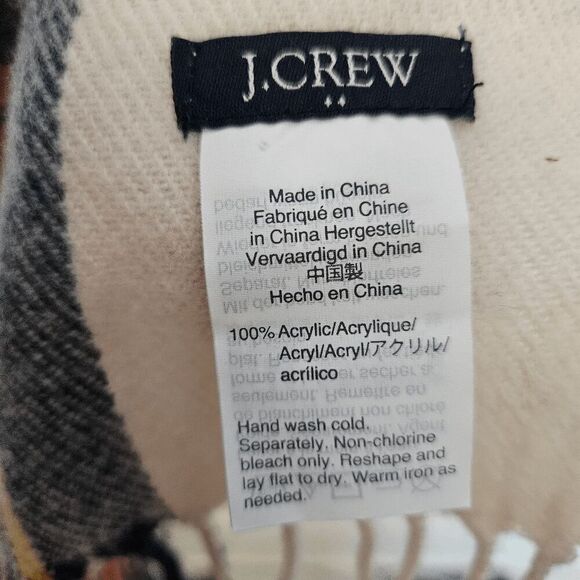 J.CREW
Made in China
Fabriqué en Chine
in China Hergestellt
Vervaardigd in China
中国製
Hecho en China
100% Acrylic/Acrylique/
Acryl/Acryl/アクリル/
acrílico
Hand wash cold.
Separately. Non-chlorine
bleach only. Reshape and
lay flat to dry. Warm iron as
needed.